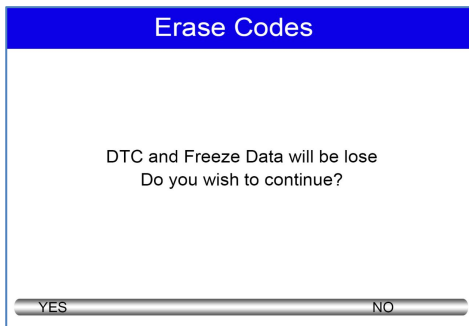 Erase Codes
DTC and Freeze Data will be lose
Do you wish to continue?
YES NO